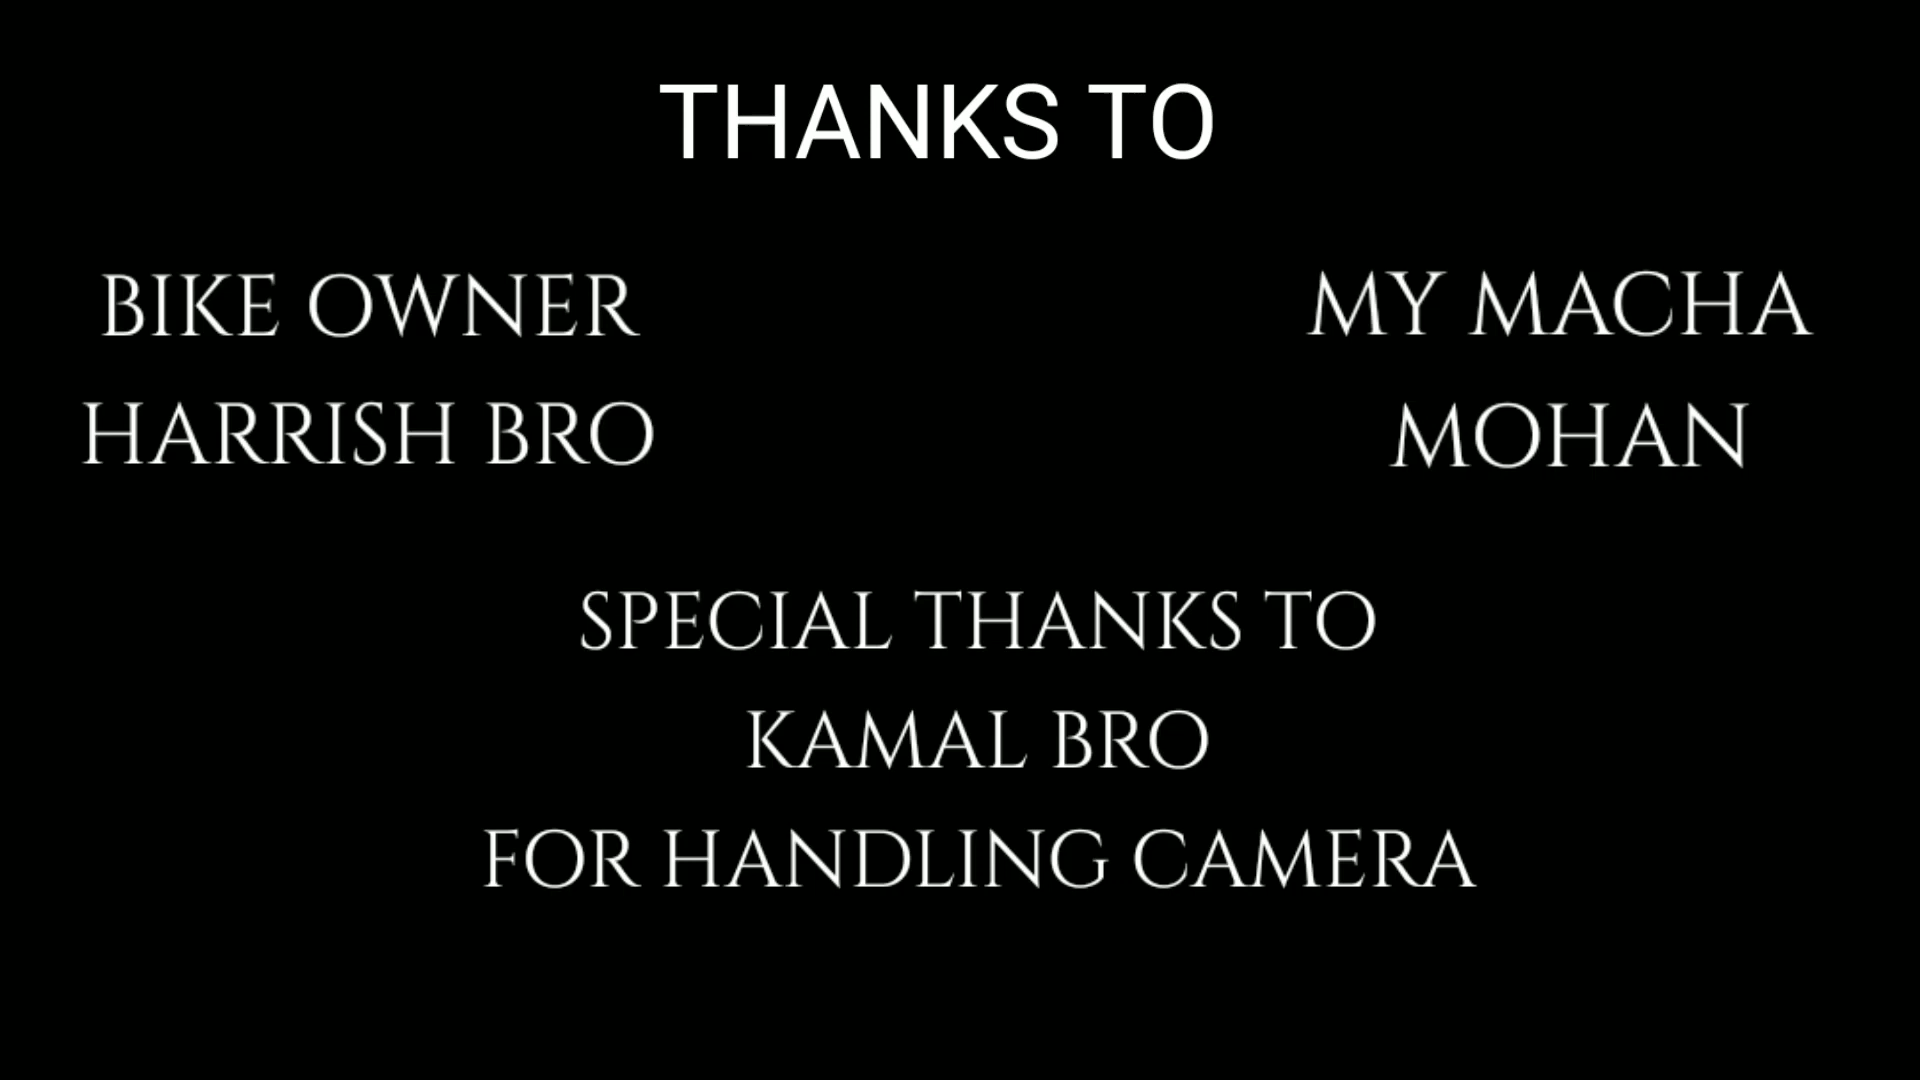 THANKS TO
BIKE OWNER
HARRISH BRO
MY MACHA
MOHAN
SPECIAL THANKS TO
KAMAL BRO
FOR HANDLING CAMERA